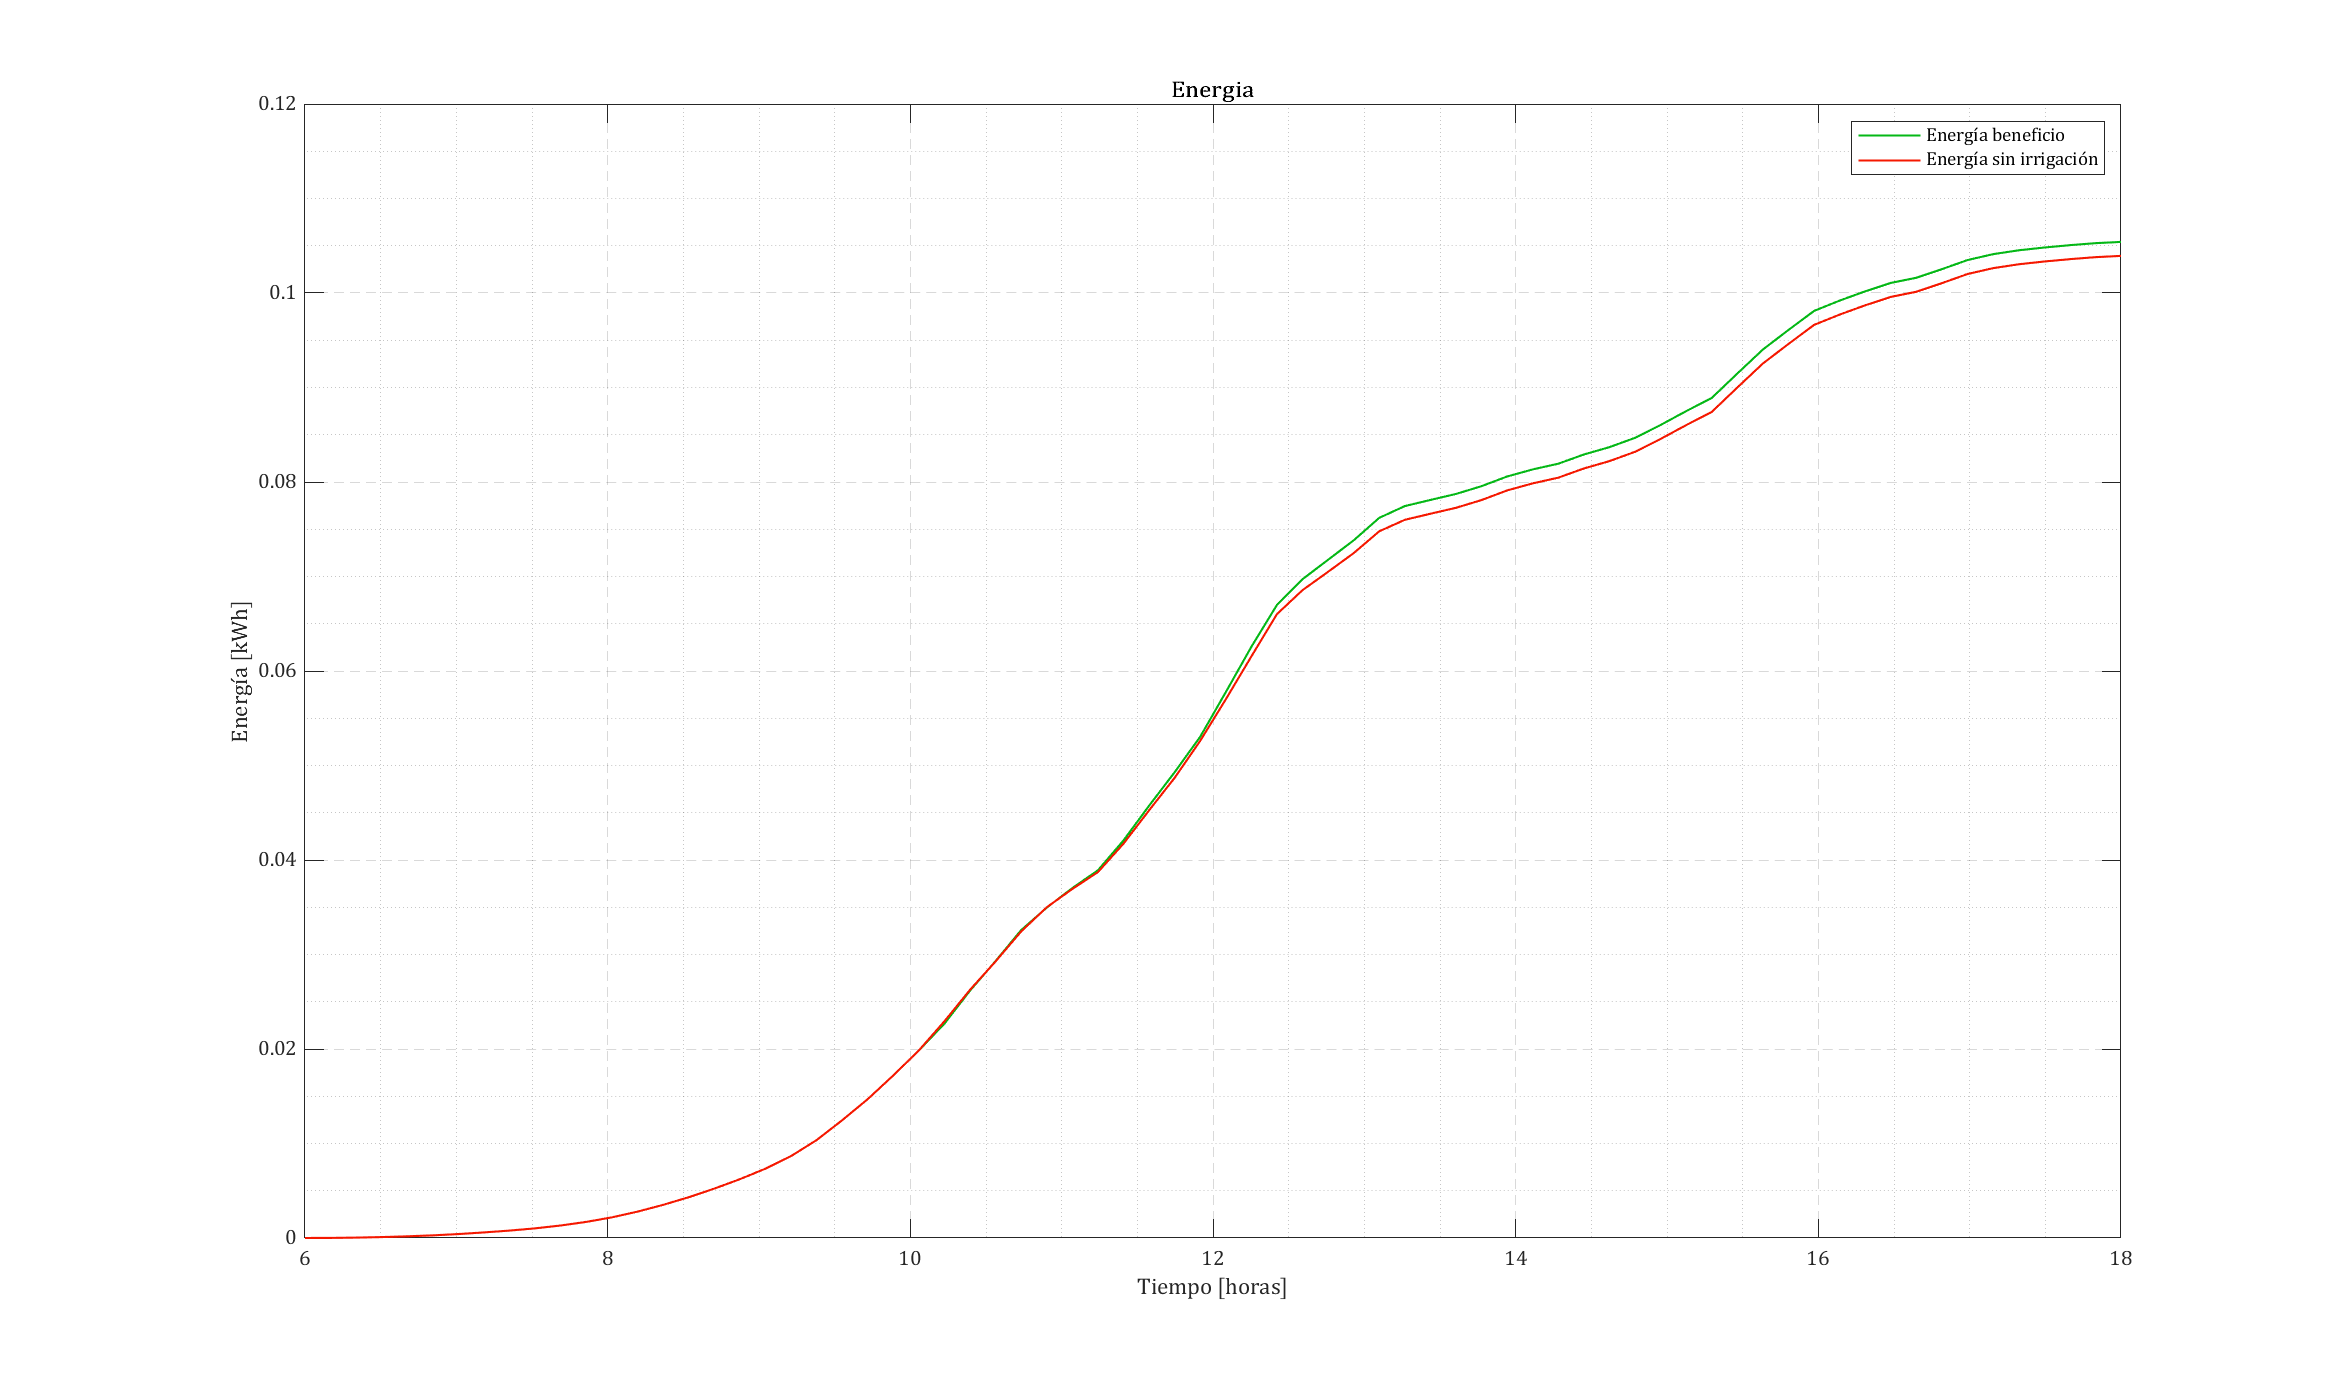 Energia
0.12
0.1
0.08
0.06
0.04
0.02
0
Energía [kWh]
Energía beneficio
Energía sin irrigación
6 8 10 12 14 16 18
Tiempo [horas]